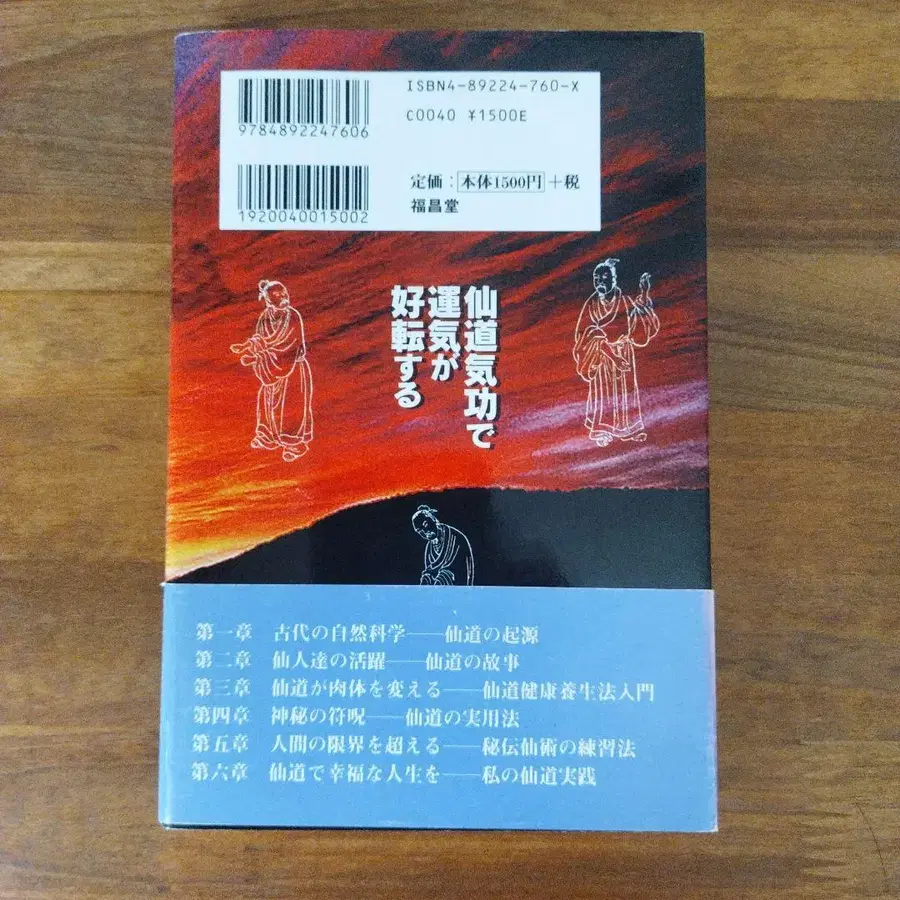 ISBN4-89224-760-X
C0040 ¥1500E
9784892247606
定価：本体1500円＋税
福昌堂
1920040015002
仙道気功で
運気が
好転する
第一章 古代の自然科学――仙道の起源
第二章 仙人達の活躍――仙道の故事
第三章 仙道が肉体を変える――仙道健康養生法入門
第四章 神秘の符呪――仙道の実用法
第五章 人間の限界を超える――秘伝仙術の練習法
第六章 仙道で幸福な人生を――私の仙道実践